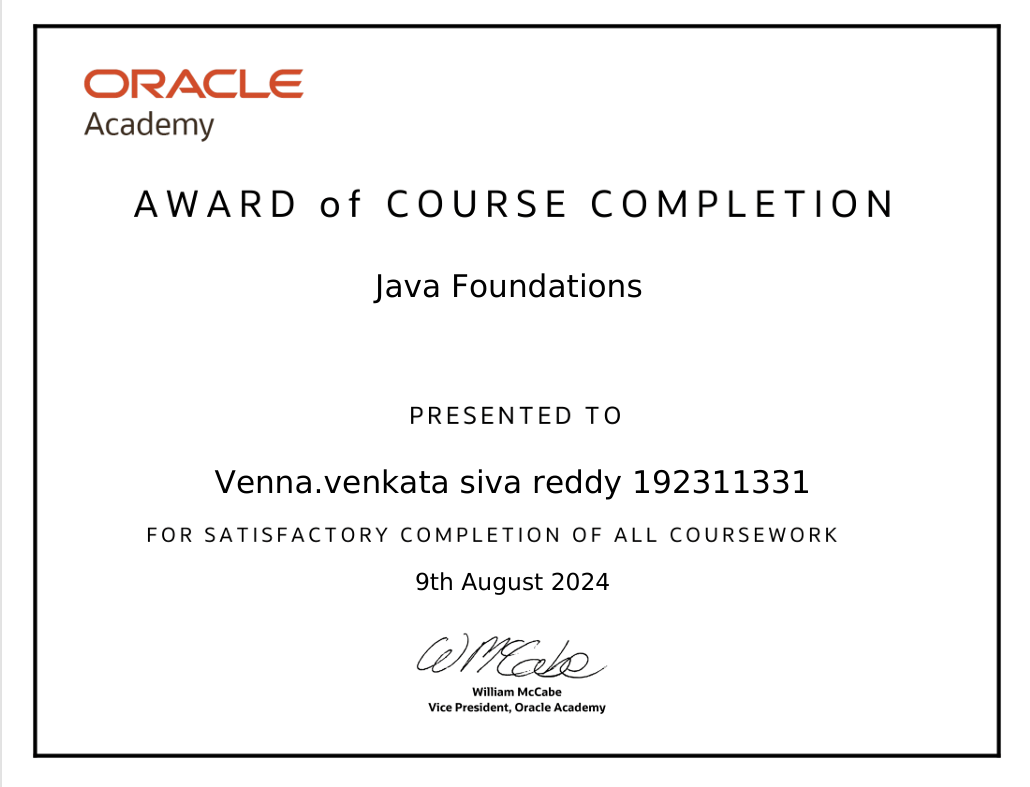 ORACLE
Academy
AWARD of COURSE COMPLETION
Java Foundations
PRESENTED TO
Venna.venkata siva reddy 192311331
FOR SATISFACTORY COMPLETION OF ALL COURSEWORK
9th August 2024
W McCabe
William McCabe
Vice President, Oracle Academy